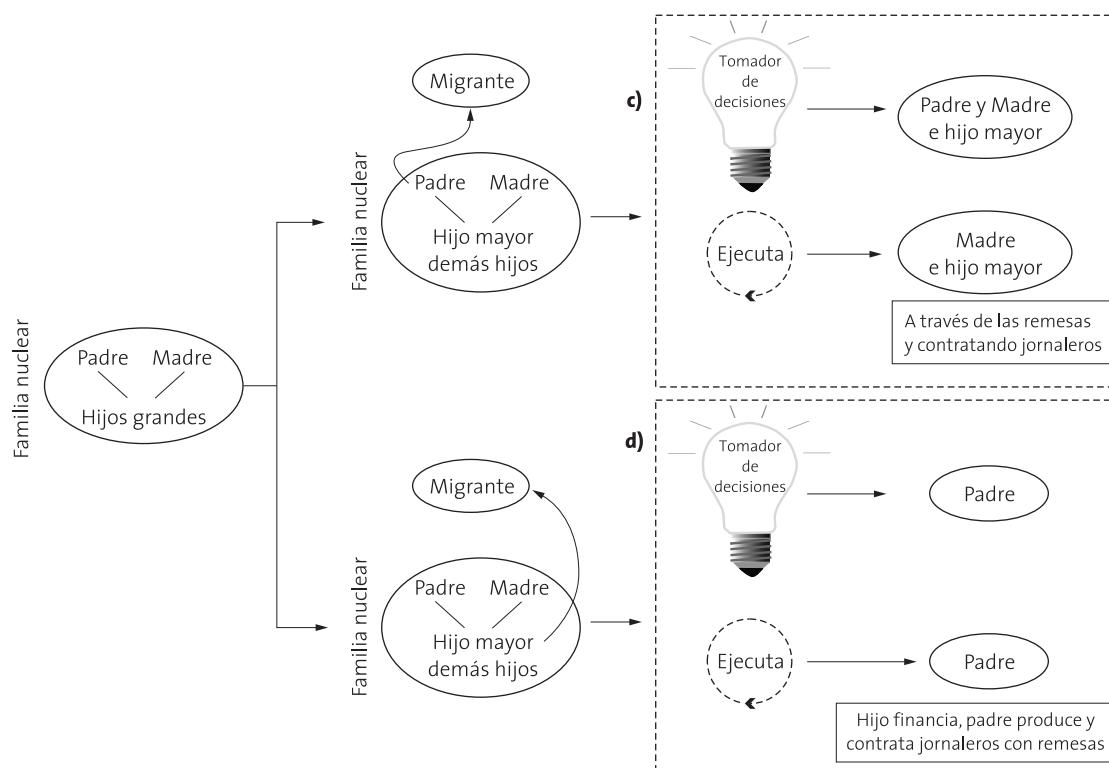 Familia nuclear
Padre Madre
Hijos grandes
Migrante
Familia nuclear
Padre Madre
Hijo mayor
demás hijos
c)
Tomador
de
decisiones
Padre y Madre
e hijo mayor
Ejecuta
Madre
e hijo mayor
A través de las remesas
y contratando jornaleros
Migrante
Familia nuclear
Padre Madre
Hijo mayor
demás hijos
d)
Tomador
de
decisiones
Padre
Ejecuta
Padre
Hijo financia, padre produce y
contrata jornaleros con remesas